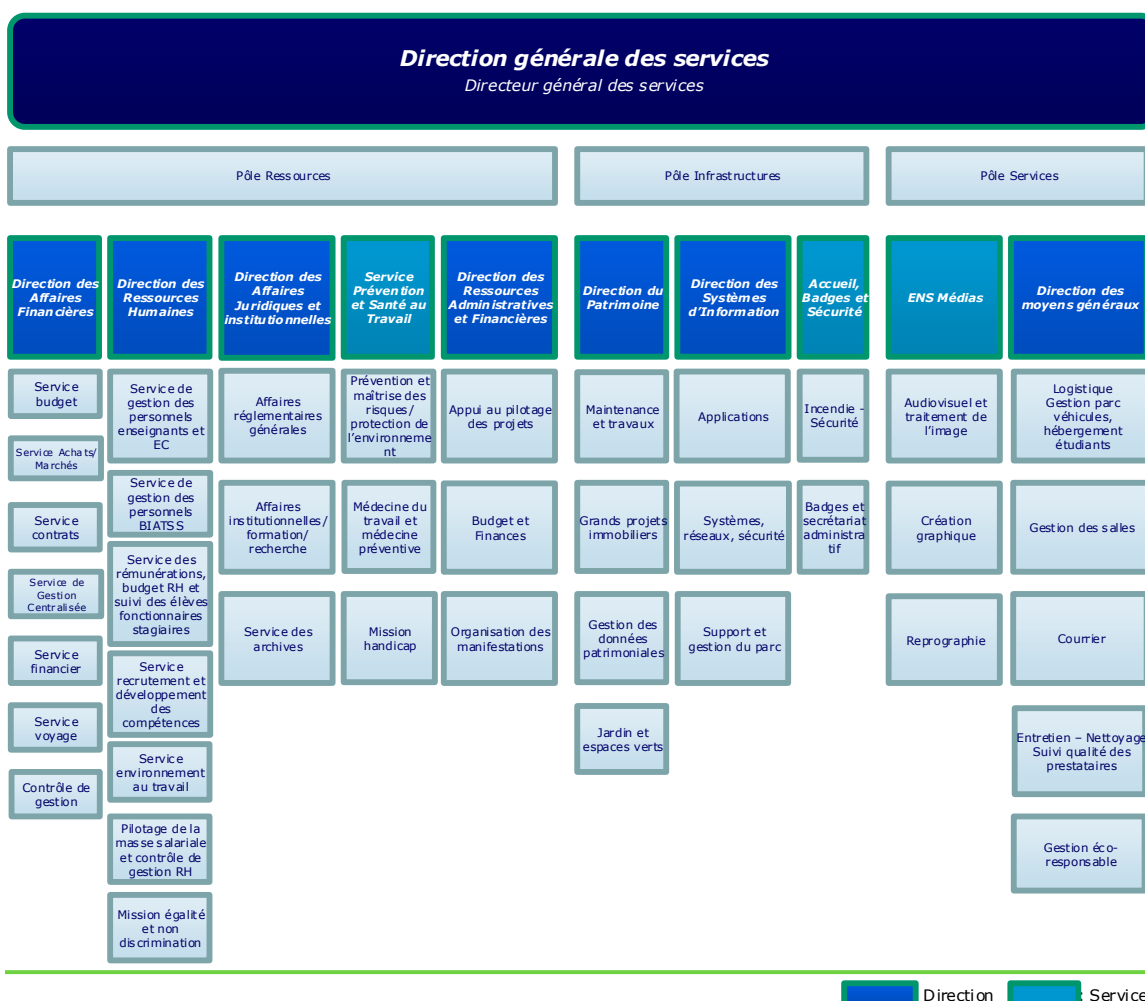 Direction générale des services
Directeur général des services
Pôle Ressources
Pôle Infrastructures
Pôle Services
Direction des
Affaires
Financières
Direction des
Ressources
Humaines
Direction des
Affaires
Juridiques et
institutionnelles
Service
Prévention
et Santé au
Travail
Direction des
Ressources
Administratives
et Financières
Direction du
Patrimoine
Direction des
Systèmes
d’Information
Accueil,
Badges et
Sécurité
ENS Médias
Direction des
moyens généraux
Service
budget
Service Achats/
Marchés
Service
contrats
Service de
Gestion
Centralisée
Service
financier
Service
voyage
Contrôle de
gestion
Service de
gestion des
personnels
enseignants et
EC
Service de
gestion des
personnels
BIATSS
Service des
rémunérations,
budget RH et
suivi des élèves
fonctionnaires
stagiaires
Service
recrutement et
développement
des
compétences
Service
environnement
au travail
Pilotage de la
masse salariale
et contrôle de
gestion RH
Mission égalité
et non
discrimination
Affaires
réglementaires
générales
Affaires
institutionnelles/
formation/
recherche
Service des
archives
Prévention et
maîtrise des
risques/
protection de
l’environneme
nt
Médecine du
travail et
médecine
préventive
Mission
handicap
Appui au pilotage
des projets
Budget et
Finances
Organisation des
manifestations
Maintenance
et travaux
Grands projets
immobiliers
Gestion des
données
patrimoniales
Jardin et
espaces verts
Applications
Systèmes,
réseaux, sécurité
Support et
gestion du parc
Incendie -
Sécurité
Badges et
secrétariat
administra
tif
Audiovisuel et
traitement de
l’image
Création
graphique
Reprographie
Logistique
Gestion parc
véhicules,
hébergement
étudiants
Gestion des salles
Courrier
Entretien – Nettoyage
Suivi qualité des
prestataires
Gestion éco-
responsable
Direction
: Service